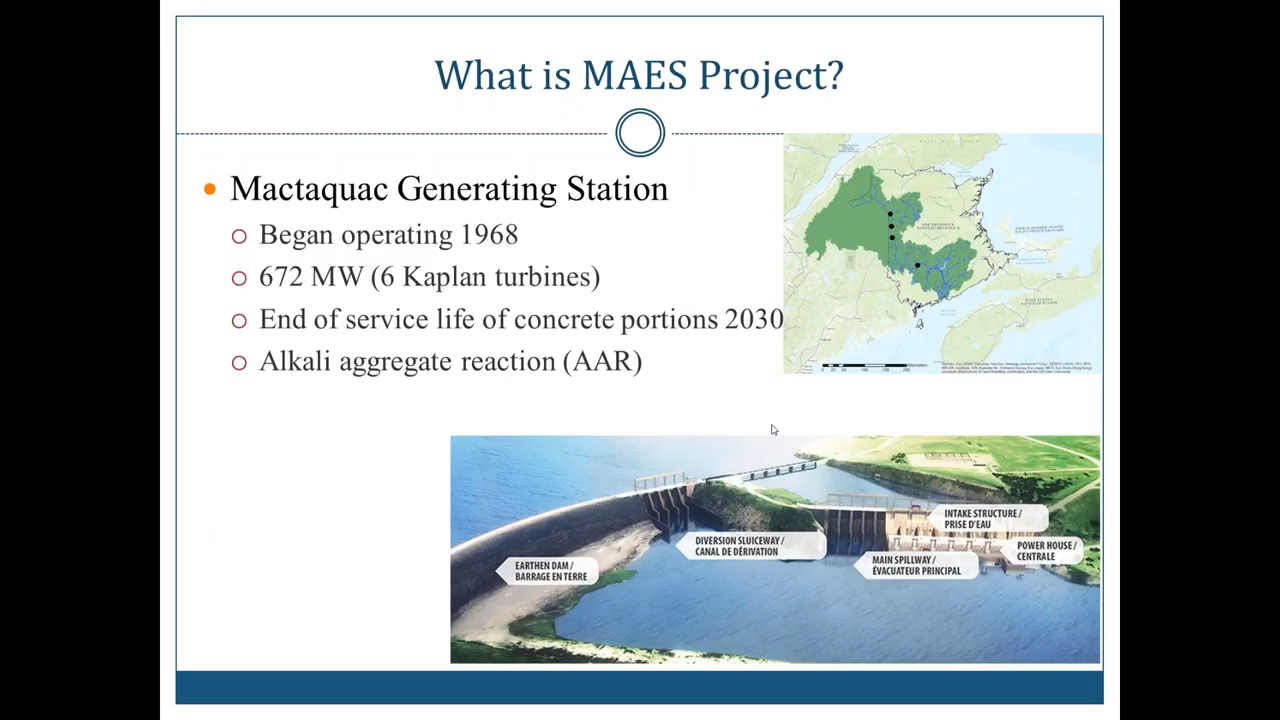 What is MAES Project?
Mactaquac Generating Station
Began operating 1968
672 MW (6 Kaplan turbines)
End of service life of concrete portions 2030
Alkali aggregate reaction (AAR)
INTAKE STRUCTURE /
PRISE D'EAU
DIVERSION SLUICEWAY /
CANAL DE DÉRIVATION
POWER HOUSE /
CENTRALE
MAIN SPILLWAY /
ÉVACUATEUR PRINCIPAL
EARTHEN DAM /
BARRAGE EN TERRE